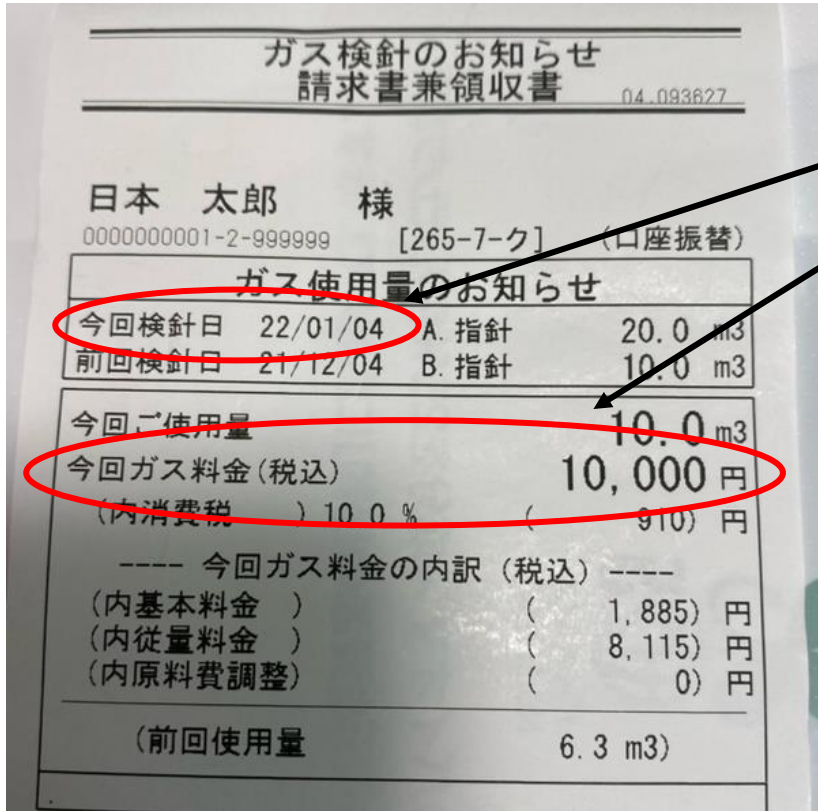 ガス検針のお知らせ
請求書兼領収書 04.093627
日本 太郎 様
0000000001-2-999999 [265-7-ク] (口座振替)
ガス使用量のお知らせ
今回検針日 22/01/04 A.指針 20.0 m3
前回検針日 21/12/04 B.指針 10.0 m3
今回ご使用量 10.0 m3
今回ガス料金(税込) 10,000 円
(内消費税 ) 10.0 % ( 910) 円
---- 今回ガス料金の内訳 (税込) ----
(内基本料金 ) ( 1,885) 円
(内従量料金 ) ( 8,115) 円
(内原料費調整) ( 0) 円
(前回使用量 6.3 m3)